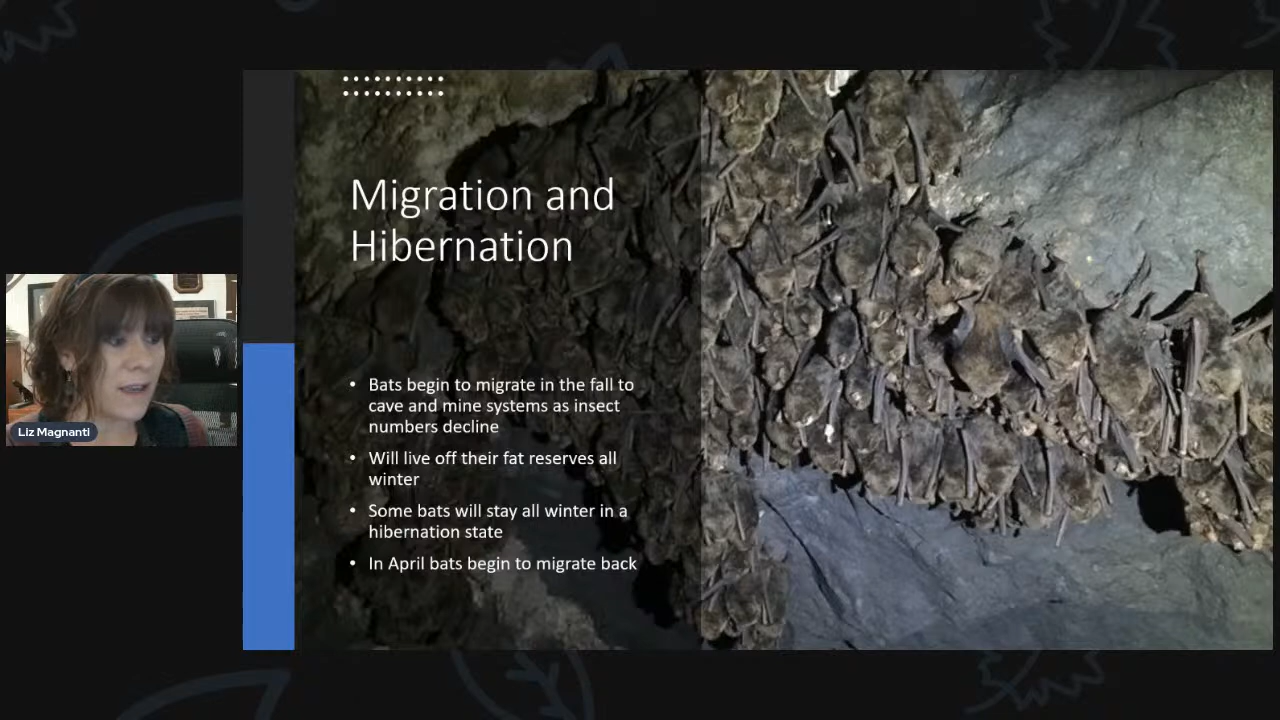 Migration and
Hibernation
• Bats begin to migrate in the fall to
cave and mine systems as insect
numbers decline
• Will live off their fat reserves all
winter
• Some bats will stay all winter in a
hibernation state
• In April bats begin to migrate back
Liz Magnanti